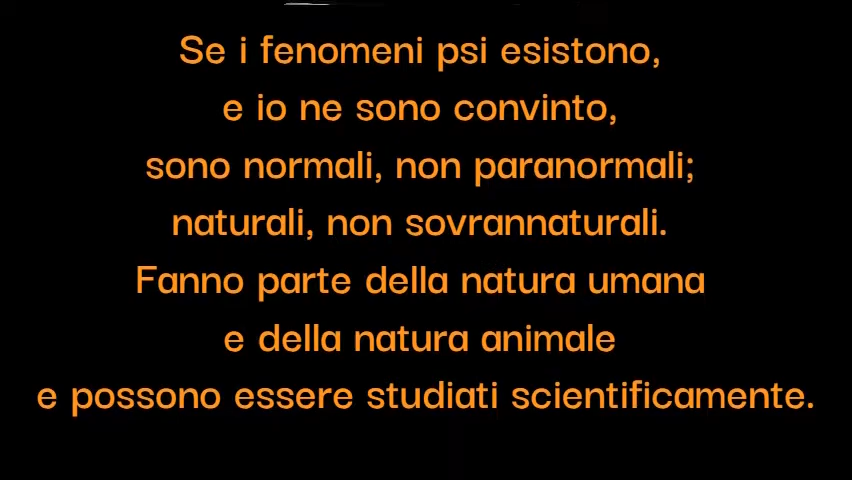 Se i fenomeni psi esistono,
e io ne sono convinto,
sono normali, non paranormali;
naturali, non sovrannaturali.
Fanno parte della natura umana
e della natura animale
e possono essere studiati scientificamente.